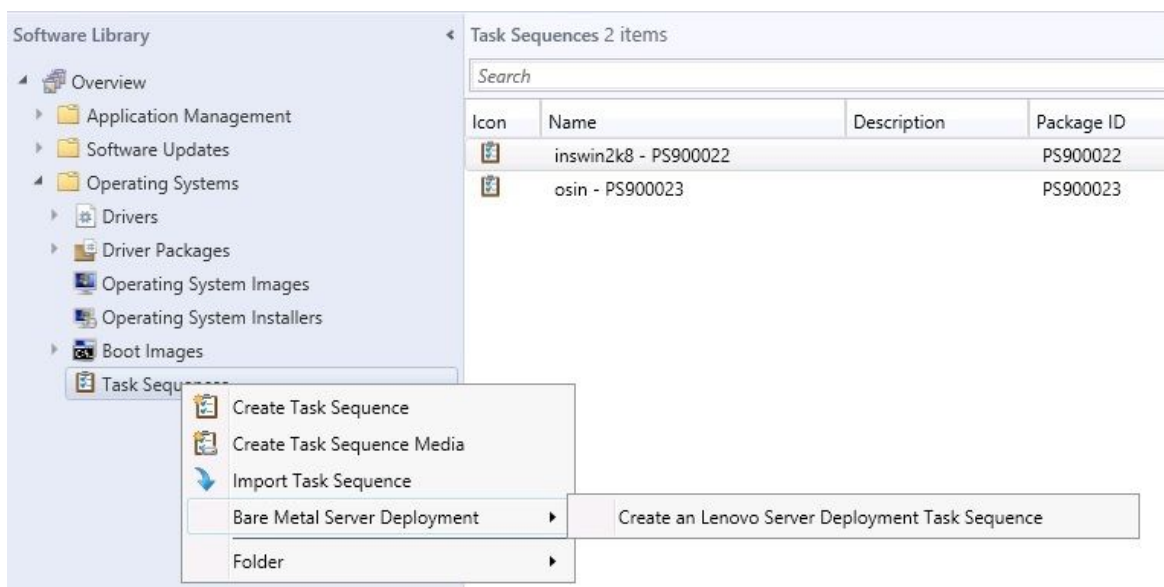 Software Library
Overview
Application Management
Software Updates
Operating Systems
Drivers
Driver Packages
Operating System Images
Operating System Installers
Boot Images
Task Sequences
Task Sequences 2 items
Search
Icon Name Description Package ID
inswin2k8 - PS900022 PS900022
osin - PS900023 PS900023
Create Task Sequence
Create Task Sequence Media
Import Task Sequence
Bare Metal Server Deployment
Folder
Create an Lenovo Server Deployment Task Sequence